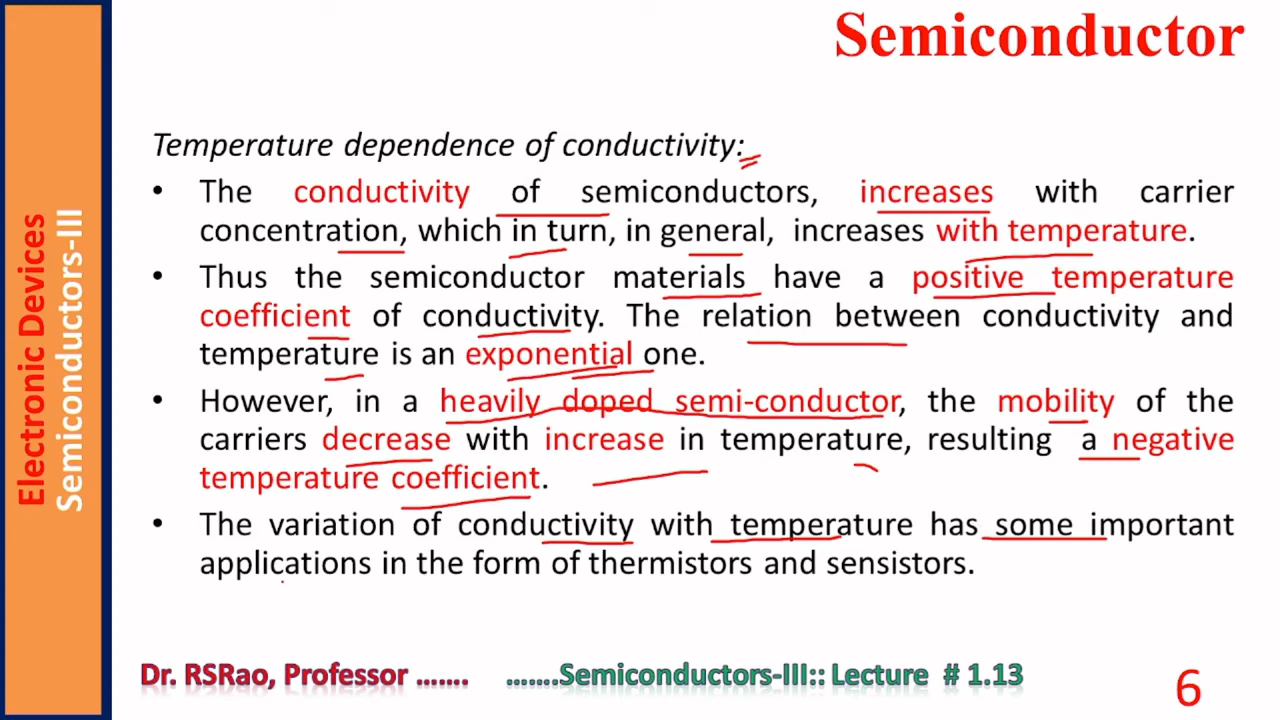 Semiconductor
Electronic Devices
Semiconductors-III
Temperature dependence of conductivity:
• The conductivity of semiconductors, increases with carrier
concentration, which in turn, in general, increases with temperature.
• Thus the semiconductor materials have a positive temperature
coefficient of conductivity. The relation between conductivity and
temperature is an exponential one.
• However, in a heavily doped semi-conductor, the mobility of the
carriers decrease with increase in temperature, resulting a negative
temperature coefficient.
• The variation of conductivity with temperature has some important
applications in the form of thermistors and sensistors.
Dr. RSRao, Professor ....... .......Semiconductors-III:: Lecture # 1.13
6